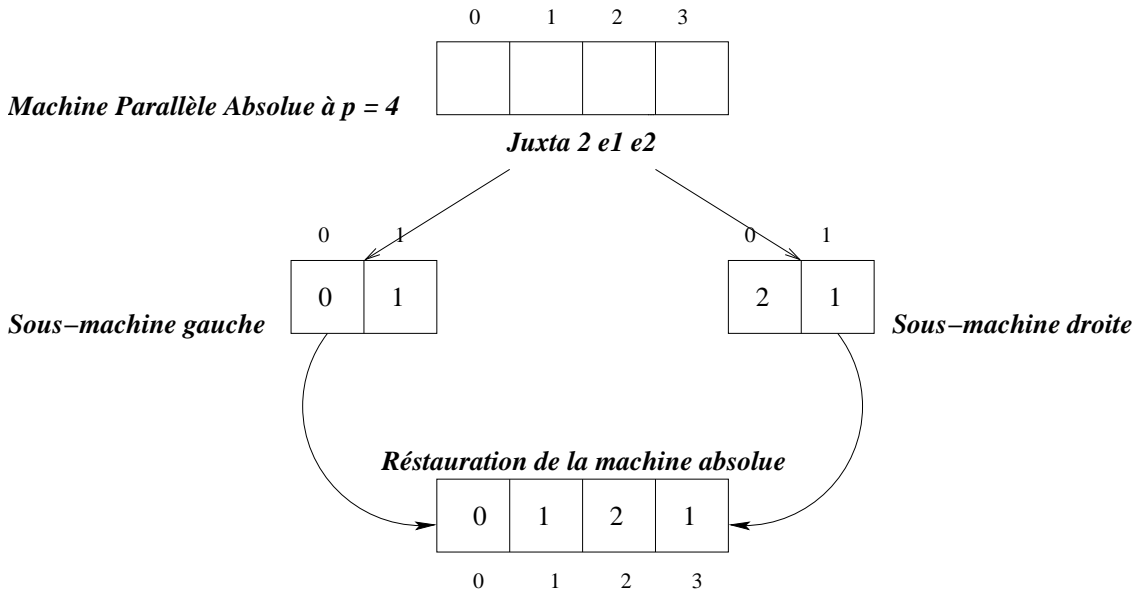 0 1 2 3
Machine Parallèle Absolue à p = 4
Juxta 2 e1 e2
0 1 0 1
0 1 2 1
Sous−machine gauche Sous−machine droite
Réstauration de la machine absolue
0 1 2 1
0 1 2 3